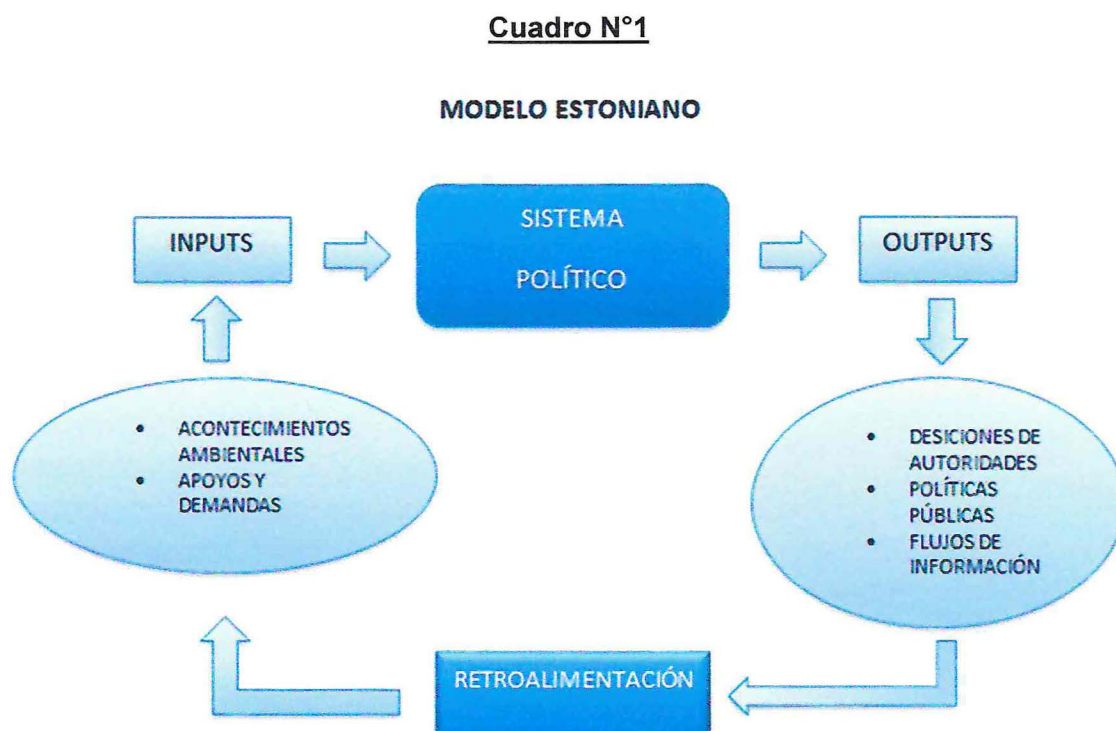 Cuadro N°1
MODELO ESTONIANO
INPUTS
SISTEMA
POLÍTICO
OUTPUTS
• ACONTECIMIENTOS
AMBIENTALES
• APOYOS Y
DEMANDAS
• DESICIONES DE
AUTORIDADES
• POLÍTICAS
PÚBLICAS
• FLUJOS DE
INFORMACIÓN
RETROALIMENTACIÓN